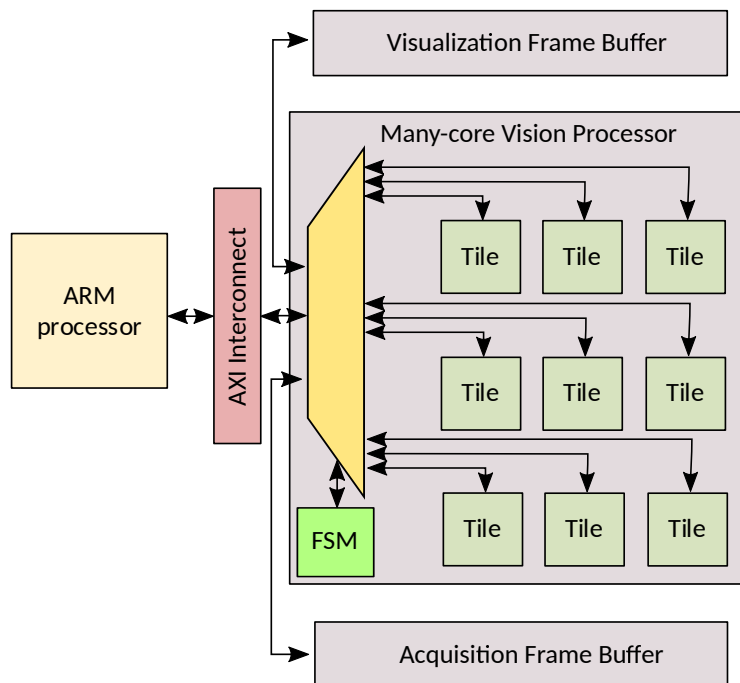 Visualization Frame Buffer
Many-core Vision Processor
ARM
processor
AXI Interconnect
Tile
Tile
Tile
Tile
Tile
Tile
Tile
Tile
Tile
FSM
Acquisition Frame Buffer